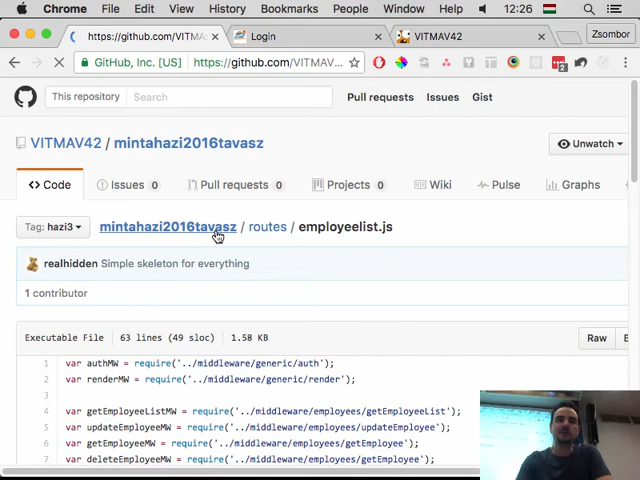 Chrome File Edit View History Bookmarks People Window Help 12:26
https://github.com/VITMA
Login
VITMAV42
Zsombor
GitHub, Inc. [US] https://github.com/VITMAV
2
This repository Search Pull requests Issues Gist
VITMAV42 / mintahazi2016tavasz
Unwatch
Code Issues 0 Pull requests 0 Projects 0 Wiki Pulse Graphs
Tag: hazi3 mintahazi2016tavasz / routes / employeelist.js
realhidden Simple skeleton for everything
1 contributor
Executable File 63 lines (49 sloc) 1.58 KB Raw B
1 var authMW = require('../middleware/generic/auth');
2 var renderMW = require('../middleware/generic/render');
3
4 var getEmployeeListMW = require('../middleware/employees/getEmployeeList');
5 var updateEmployeeMW = require('../middleware/employees/updateEmployee');
6 var getEmployeeMW = require('../middleware/employees/getEmployee');
7 var deleteEmployeeMW = require('../middleware/employees/getEmployee);